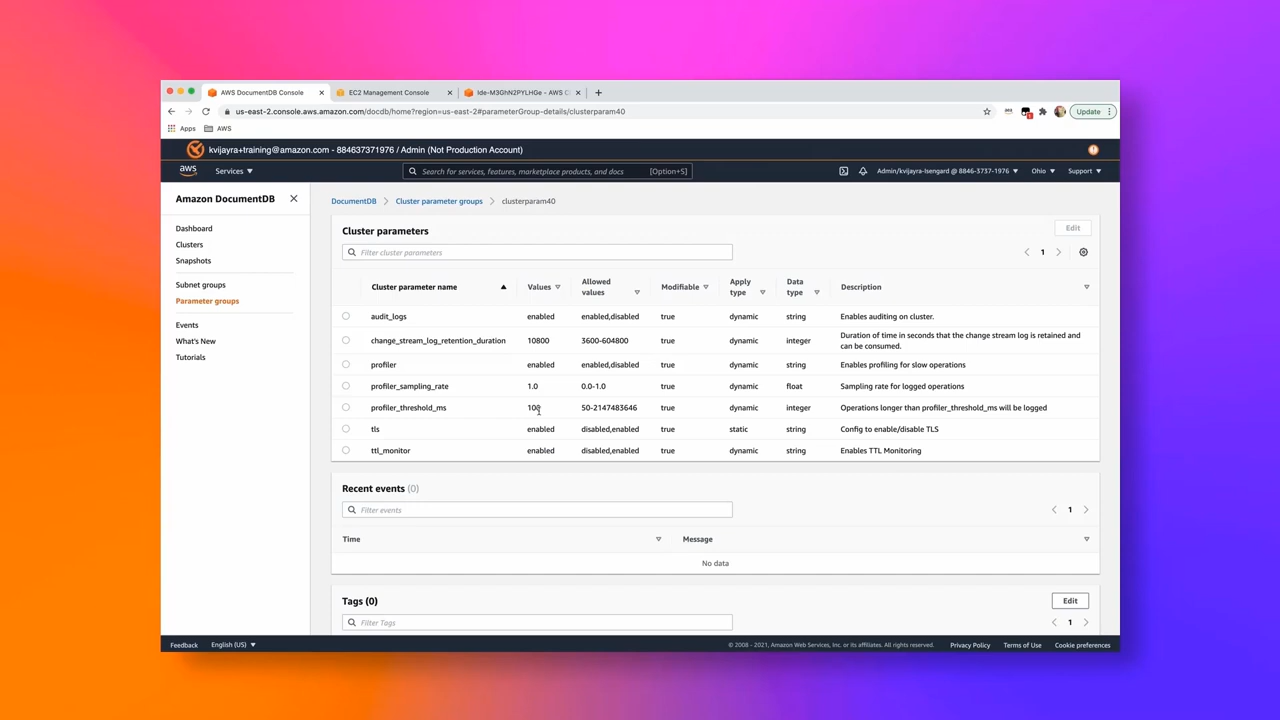 AWS DocumentDB Console
EC2 Management Console
Ide-M3GhN2PYLHGe - AWS Cl
us-east-2.console.aws.amazon.com/docdb/home?region=us-east-2#parameterGroup-details/clusterparam40
Update
Apps
AWS
kvijayra+training@amazon.com - 884637371976 / Admin (Not Production Account)
aws
Services
Search for services, features, marketplace products, and docs
[Option+S]
Admin/kvijayra-Isengard @ 8846-3737-1976
Ohio
Support
Amazon DocumentDB
Dashboard
Clusters
Snapshots
Subnet groups
Parameter groups
Events
What's New
Tutorials
DocumentDB > Cluster parameter groups > clusterparam40
Cluster parameters
Edit
Filter cluster parameters
1
Cluster parameter name Values Allowed values Modifiable Apply type Data type Description
audit_logs enabled enabled,disabled true dynamic string Enables auditing on cluster.
change_stream_log_retention_duration 10800 3600-604800 true dynamic integer Duration of time in seconds that the change stream log is retained and
can be consumed.
profiler enabled enabled,disabled true dynamic string Enables profiling for slow operations
profiler_sampling_rate 1.0 0.0-1.0 true dynamic float Sampling rate for logged operations
profiler_threshold_ms 100 50-2147483646 true dynamic integer Operations longer than profiler_threshold_ms will be logged
tls enabled disabled,enabled true static string Config to enable/disable TLS
ttl_monitor enabled disabled,enabled true dynamic string Enables TTL Monitoring
Recent events (0)
Filter events
1
Time Message
No data
Tags (0)
Edit
Filter Tags
1
Feedback English (US)
© 2008 - 2021, Amazon Web Services, Inc. or its affiliates. All rights reserved. Privacy Policy Terms of Use Cookie preferences